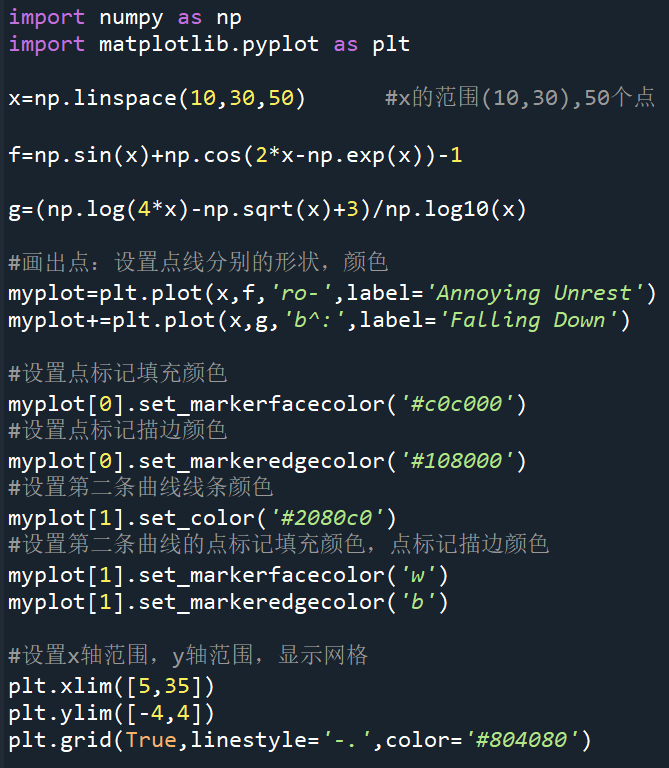 import numpy as np
import matplotlib.pyplot as plt
x=np.linspace(10,30,50) #x的范围(10,30),50个点
f=np.sin(x)+np.cos(2*x-np.exp(x))-1
g=(np.log(4*x)-np.sqrt(x)+3)/np.log10(x)
#画出点：设置点线分别的形状，颜色
myplot=plt.plot(x,f,'ro-',label='Annoying Unrest')
myplot+=plt.plot(x,g,'b^:',label='Falling Down')
#设置点标记填充颜色
myplot[0].set_markerfacecolor('#c0c000')
#设置点标记描边颜色
myplot[0].set_markeredgecolor('#108000')
#设置第二条曲线线条颜色
myplot[1].set_color('#2080c0')
#设置第二条曲线的点标记填充颜色，点标记描边颜色
myplot[1].set_markerfacecolor('w')
myplot[1].set_markeredgecolor('b')
#设置x轴范围，y轴范围，显示网格
plt.xlim([5,35])
plt.ylim([-4,4])
plt.grid(True,linestyle='-.',color='#804080')